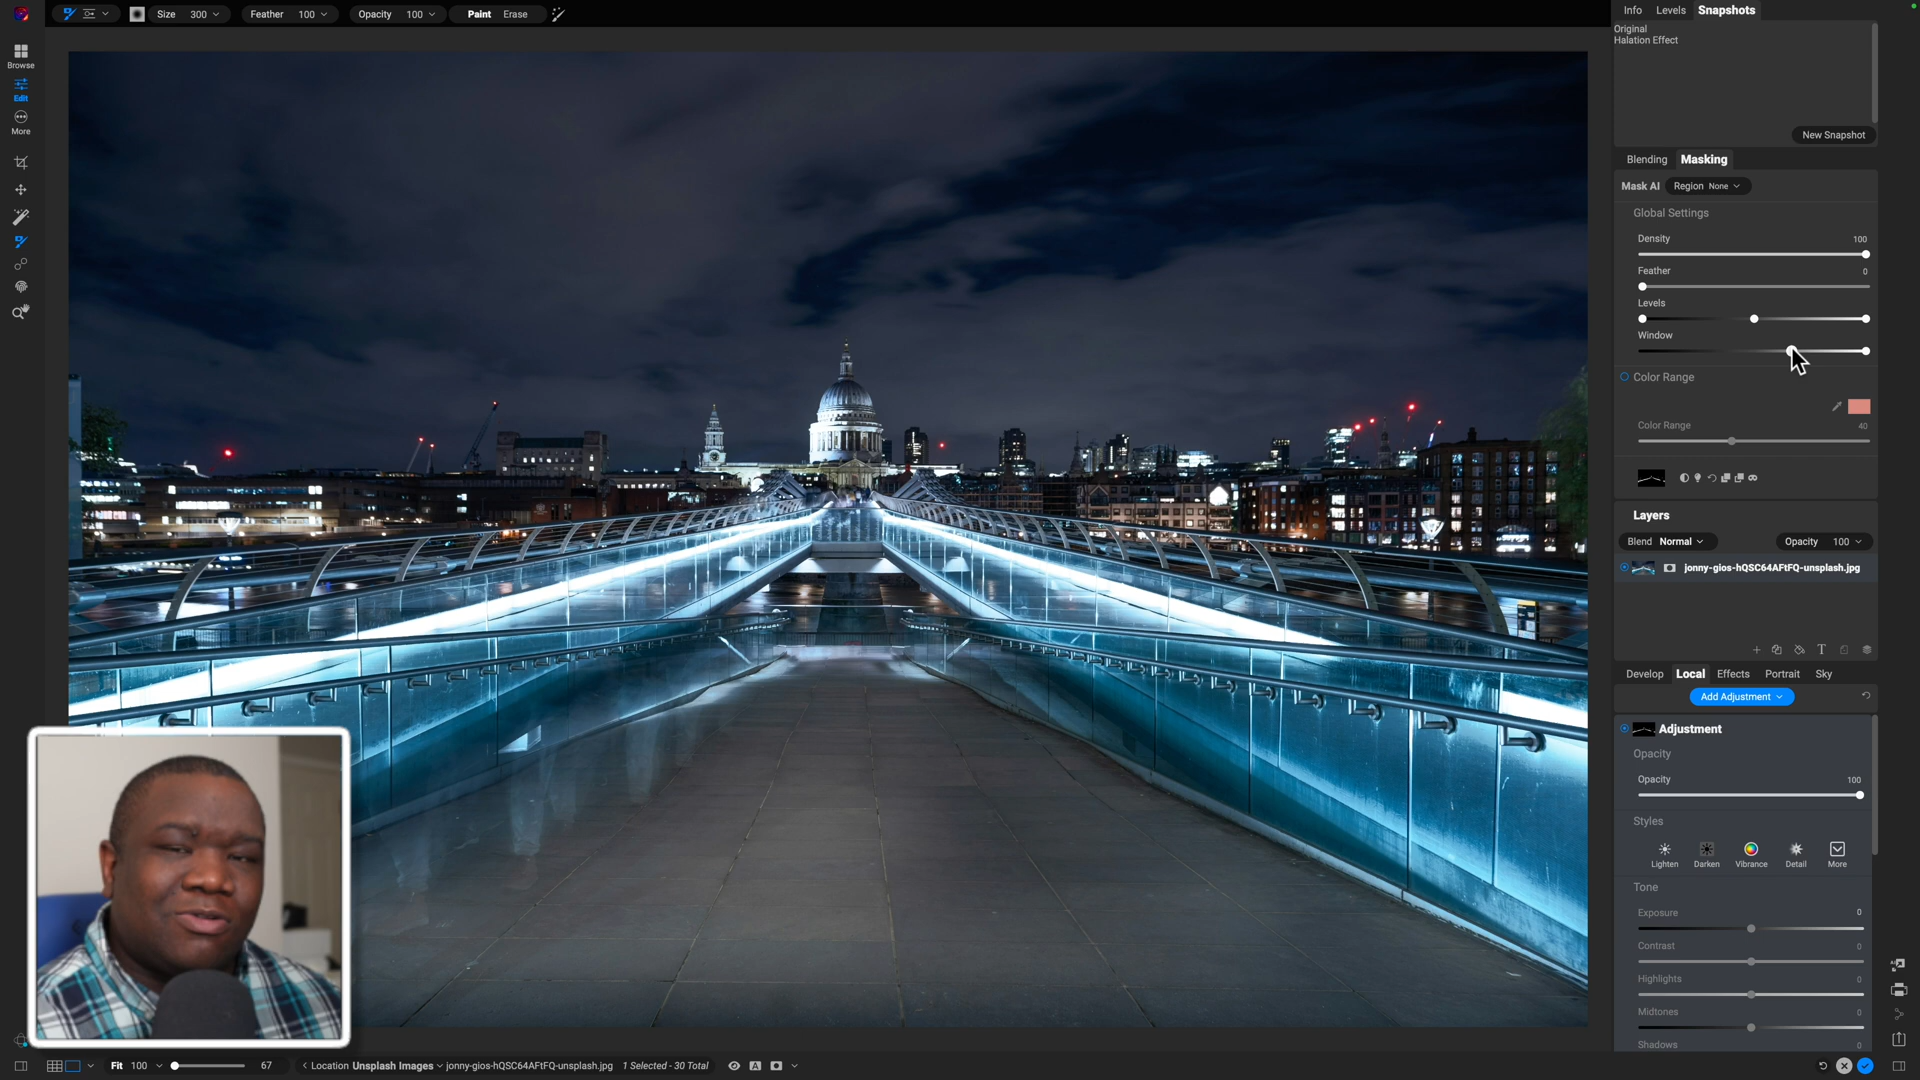 Size 300 Feather 100 Opacity 100 Paint Erase
Info Levels Snapshots
Original
Halation Effect
New Snapshot
Browse
Edit
More
Blending Masking
Mask AI Region None
Global Settings
Density 100
Feather 0
Levels
Window
Color Range
Color Range 40
Layers
Blend Normal Opacity 100
jonny-gios-hQSC64AFtFQ-unsplash.jpg
T
Develop Local Effects Portrait Sky
Add Adjustment
Adjustment
Opacity
Opacity 100
Styles
Lighten Darken Vibrance Detail More
Tone
Exposure 0
Contrast 0
Highlights 0
Midtones 0
Shadows 0
Fit 100 67 Location Unsplash Images jonny-gios-hQSC64AFtFQ-unsplash.jpg 1 Selected - 30 Total A